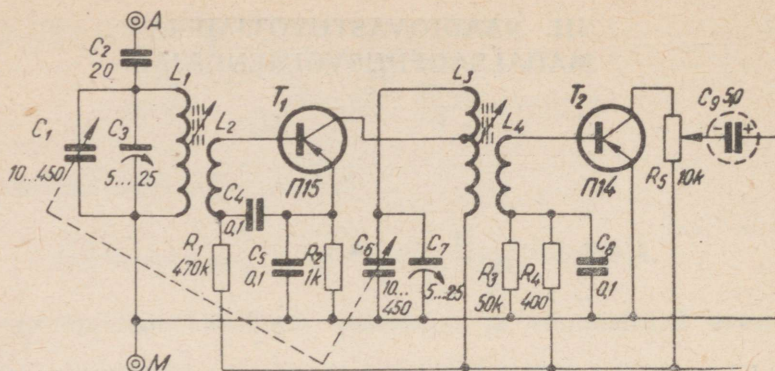 A
C2
20
L1
L2
T1
П15
C1
10...450
C3
5...25
C4
0,1
R1
470k
C5
0,1
R2
1k
L3
L4
C6
10...
450
C7
5...25
T2
П14
R3
50k
R4
400
C8
0,1
R5
10k
C9 5,0
+
M